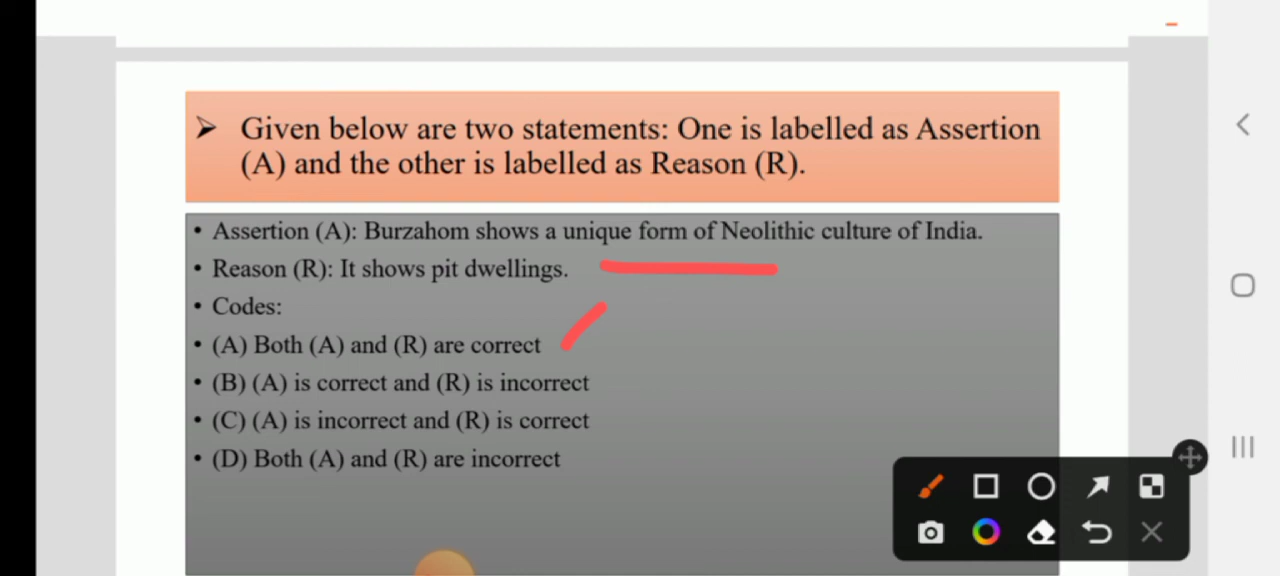 ➤ Given below are two statements: One is labelled as Assertion
(A) and the other is labelled as Reason (R).
• Assertion (A): Burzahom shows a unique form of Neolithic culture of India.
• Reason (R): It shows pit dwellings.
• Codes:
• (A) Both (A) and (R) are correct
• (B) (A) is correct and (R) is incorrect
• (C) (A) is incorrect and (R) is correct
• (D) Both (A) and (R) are incorrect